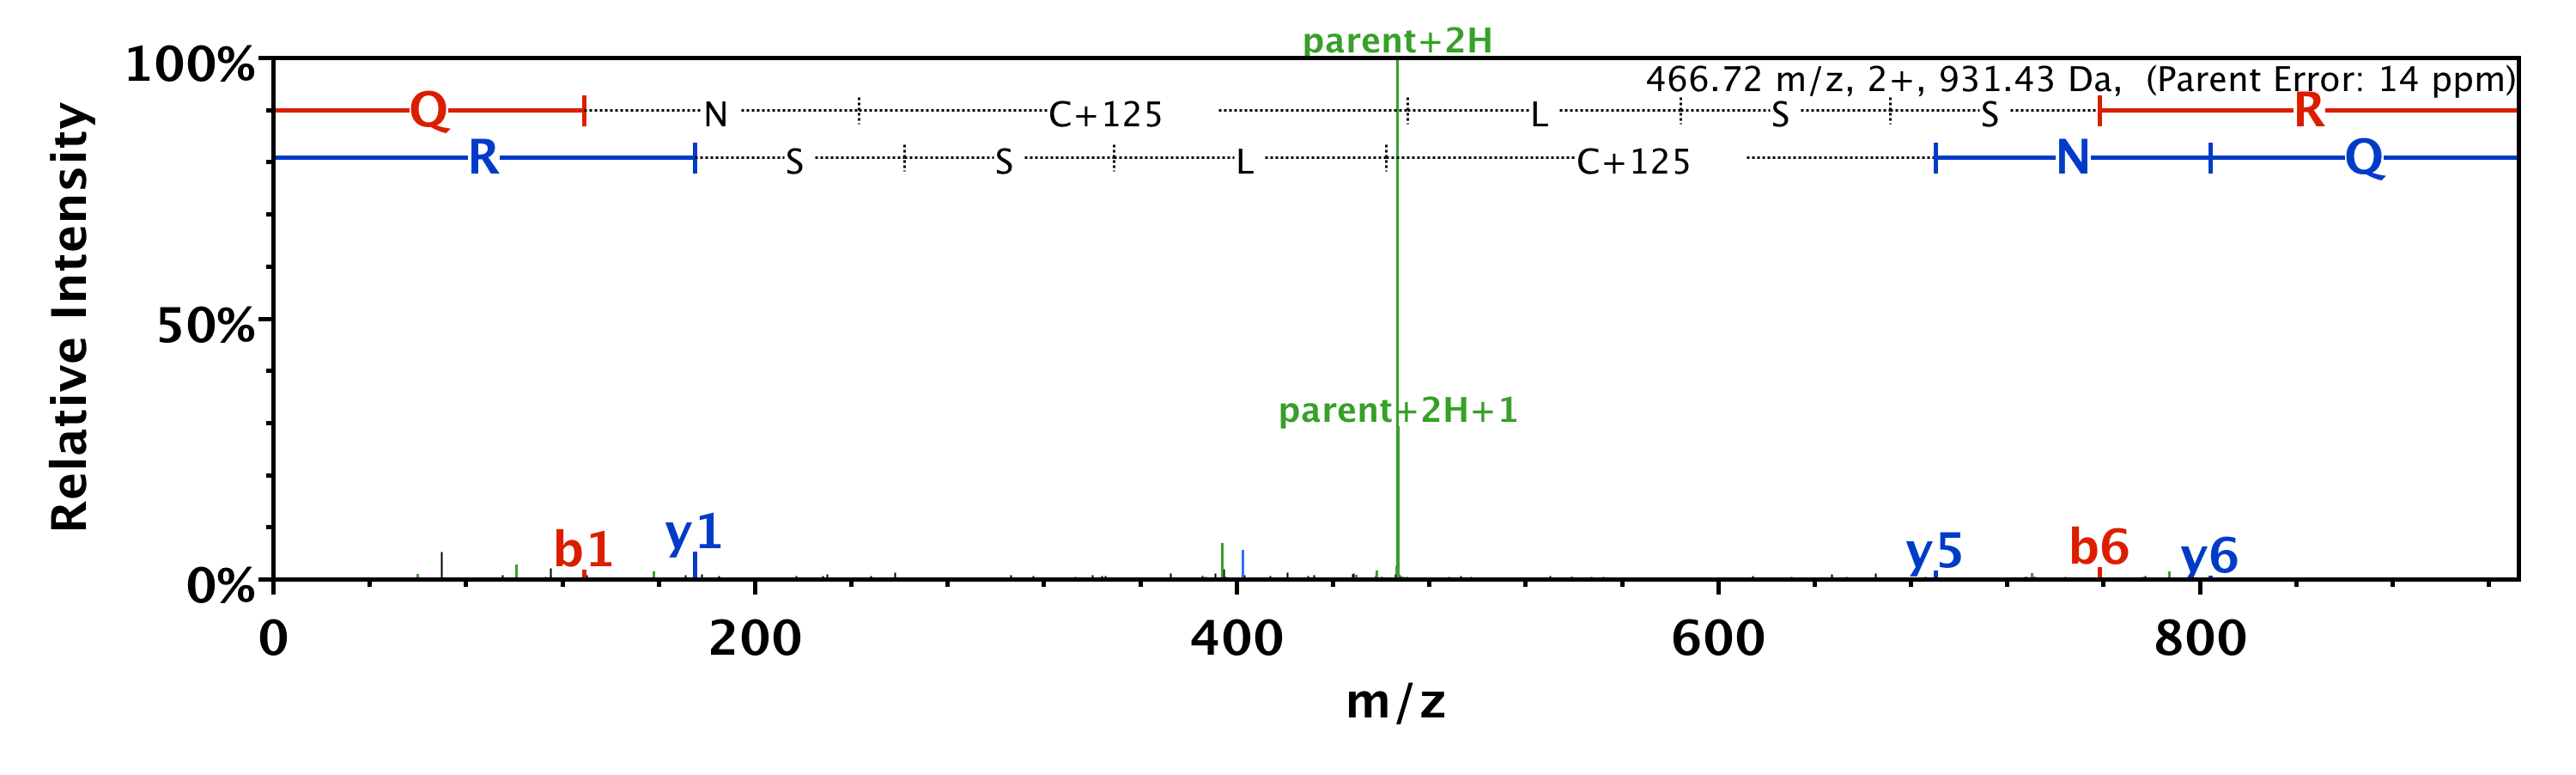 parent+2H
100%
466.72 m/z, 2+, 931.43 Da, (Parent Error: 14 ppm)
Q N C+125 L S S R
R S S L C+125 N Q
Relative Intensity
50%
parent+2H+1
b1 y1 y5 b6 y6
0%
0 200 400 600 800
m/z